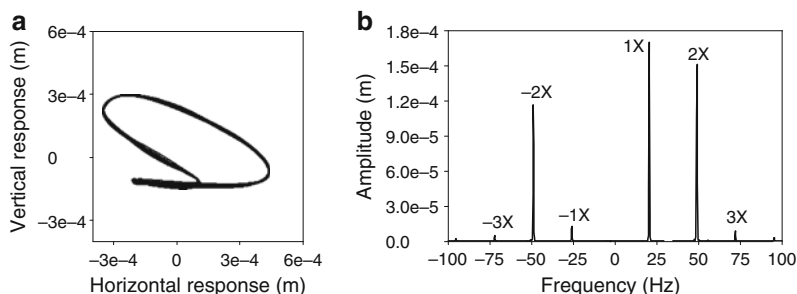 a
Vertical response (m)
6e–4
3e–4
0
–3e–4
–3e–4 0 3e–4 6e–4
Horizontal response (m)
b
Amplitude (m)
1.8e–4
1.5e–4
1.2e–4
9.0e–5
6.0e–5
3.0e–5
0.0
–3X
–2X
–1X
1X
2X
3X
–100 –75 –50 –25 0 25 50 75 100
Frequency (Hz)